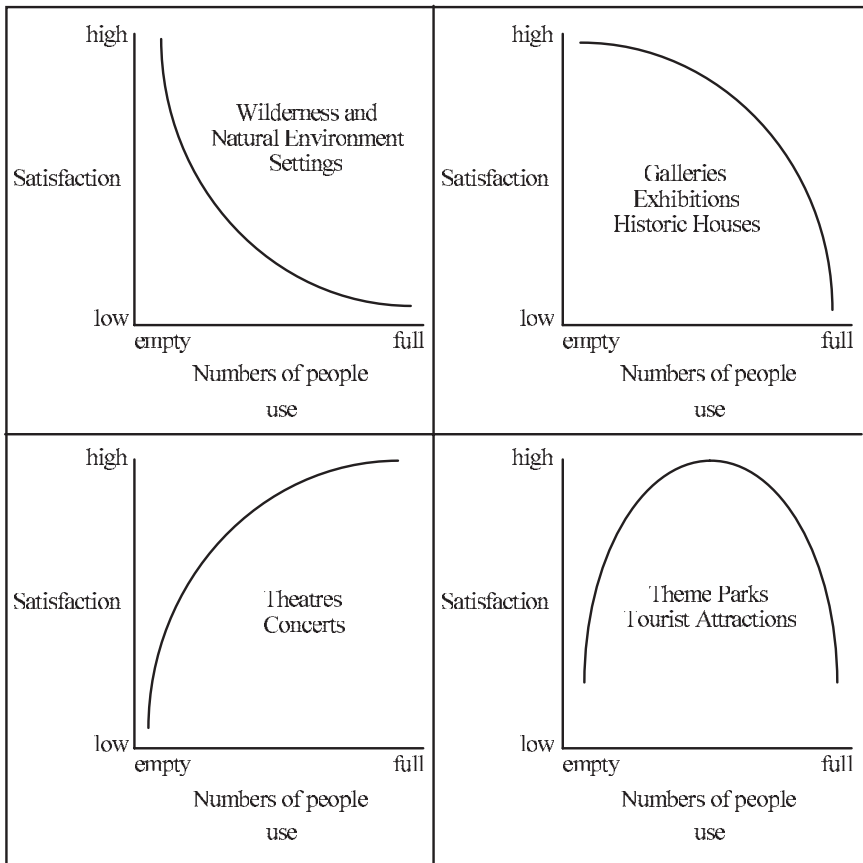 high
Wilderness and
Natural Environment
Settings
Satisfaction
low
empty
full
Numbers of people
use
high
Galleries
Exhibitions
Historic Houses
Satisfaction
low
empty
full
Numbers of people
use
high
Theatres
Concerts
Satisfaction
low
empty
full
Numbers of people
use
high
Theme Parks
Tourist Attractions
Satisfaction
low
empty
full
Numbers of people
use